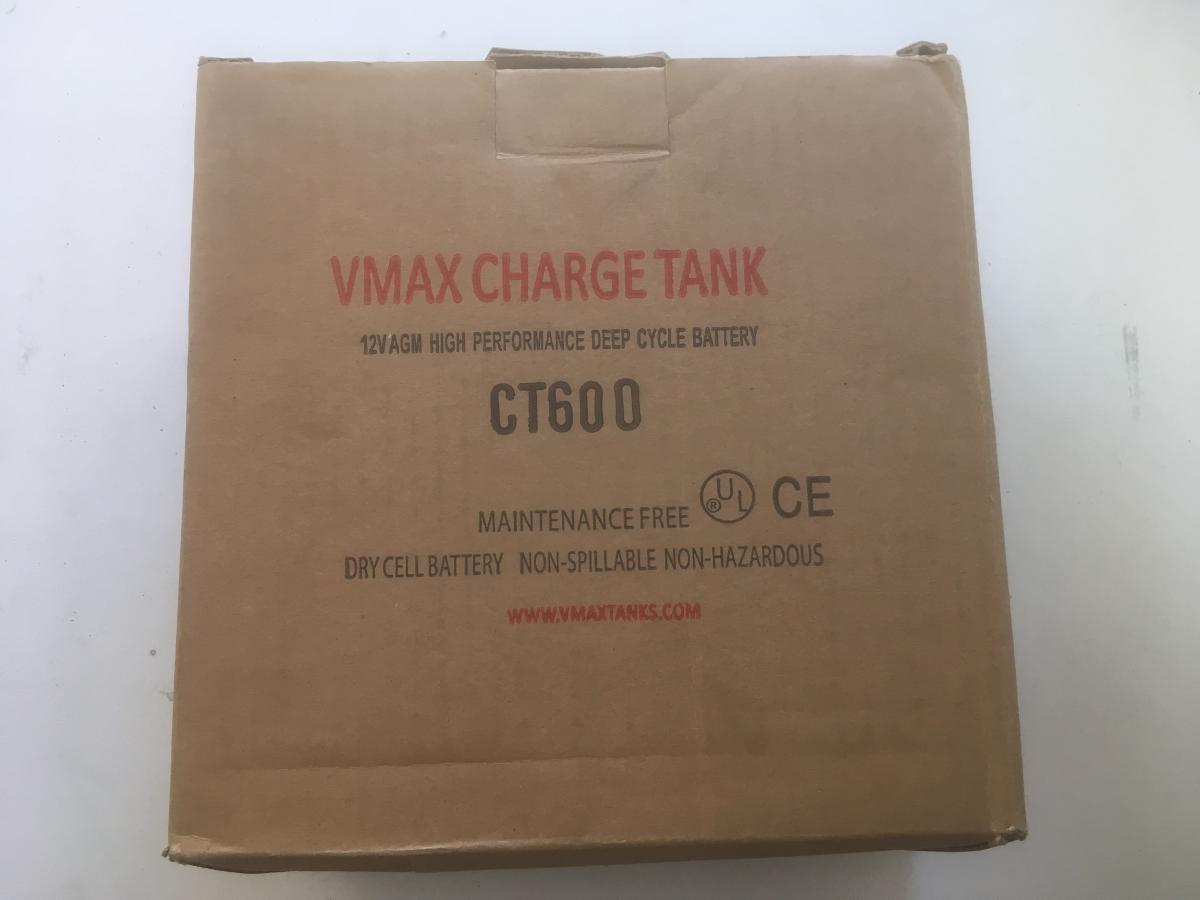 VMAX CHARGE TANK
12V AGM HIGH PERFORMANCE DEEP CYCLE BATTERY
CT600
MAINTENANCE FREE ® UL CE
DRY CELL BATTERY NON-SPILLABLE NON-HAZARDOUS
WWW.VMAXTANKS.COM